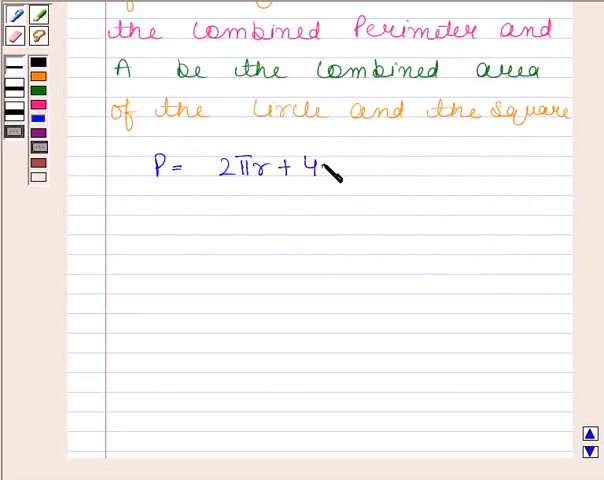 the combined Perimeter and
A be the combined area
of the Circle and the square
P = 2πr + 4